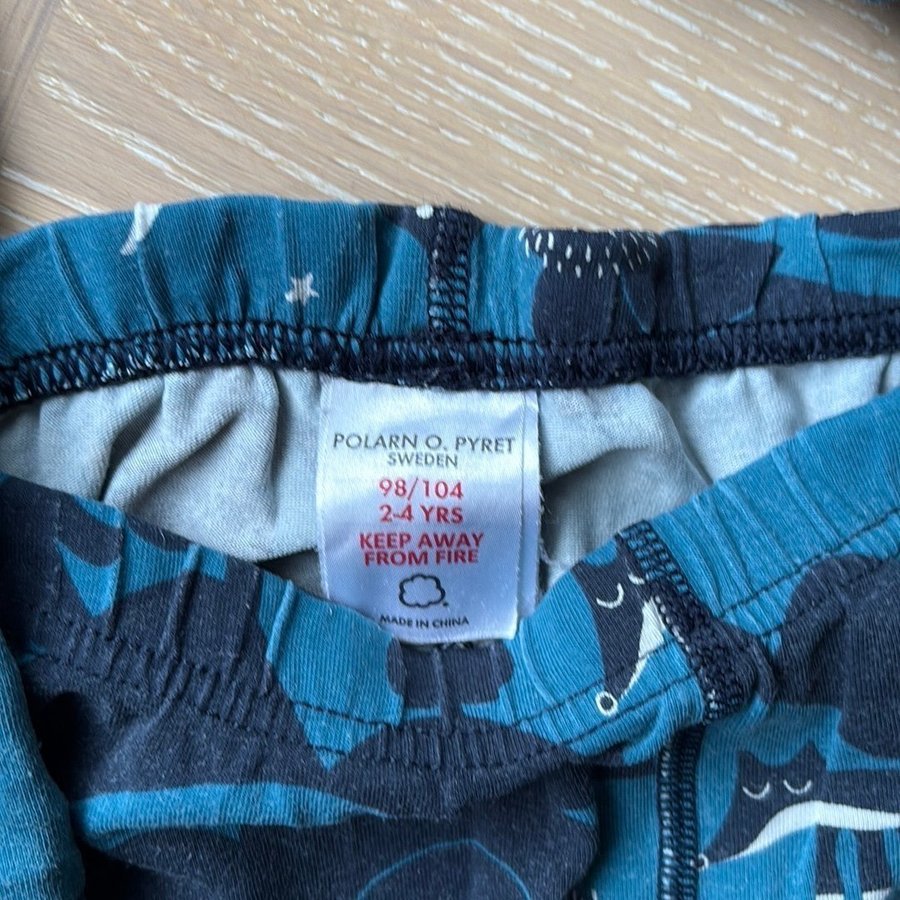 POLARN O. PYRET
SWEDEN
98/104
2-4 YRS
KEEP AWAY
FROM FIRE
MADE IN CHINA